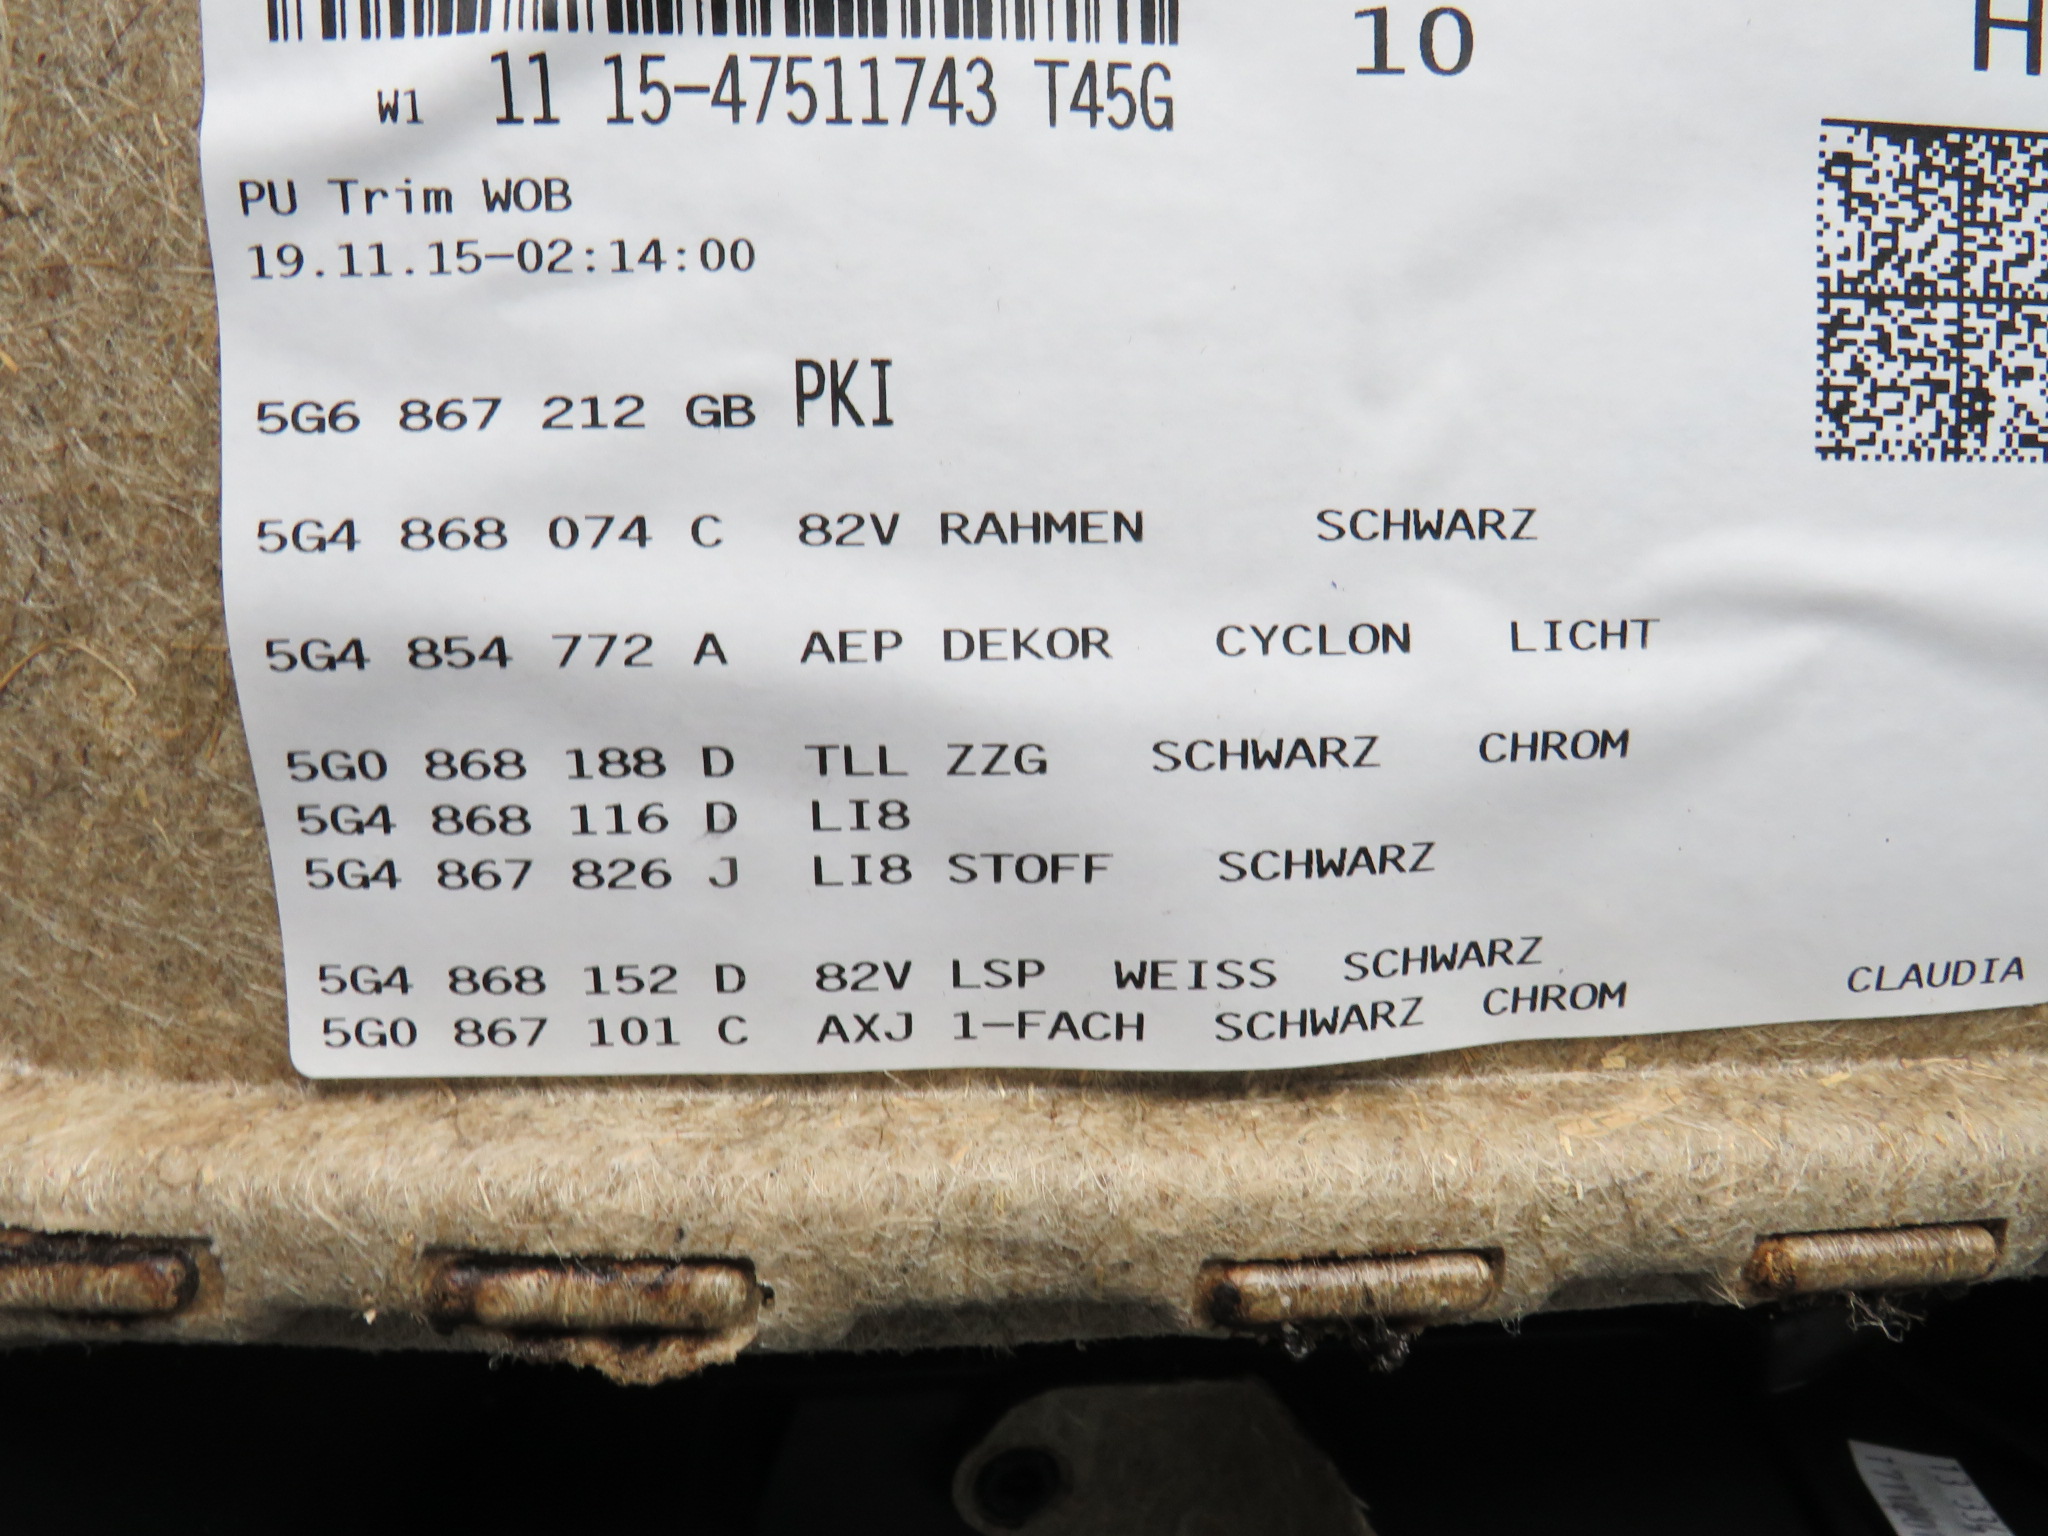 10 H
W1 11 15-47511743 T45G
PU Trim WOB
19.11.15-02:14:00
5G6 867 212 GB PKI
5G4 868 074 C 82V RAHMEN SCHWARZ
5G4 854 772 A AEP DEKOR CYCLON LICHT
5G0 868 188 D TLL ZZG SCHWARZ CHROM
5G4 868 116 D LI8
5G4 867 826 J LI8 STOFF SCHWARZ
5G4 868 152 D 82V LSP WEISS SCHWARZ
5G0 867 101 C AXJ 1-FACH SCHWARZ CHROM
CLAUDIA